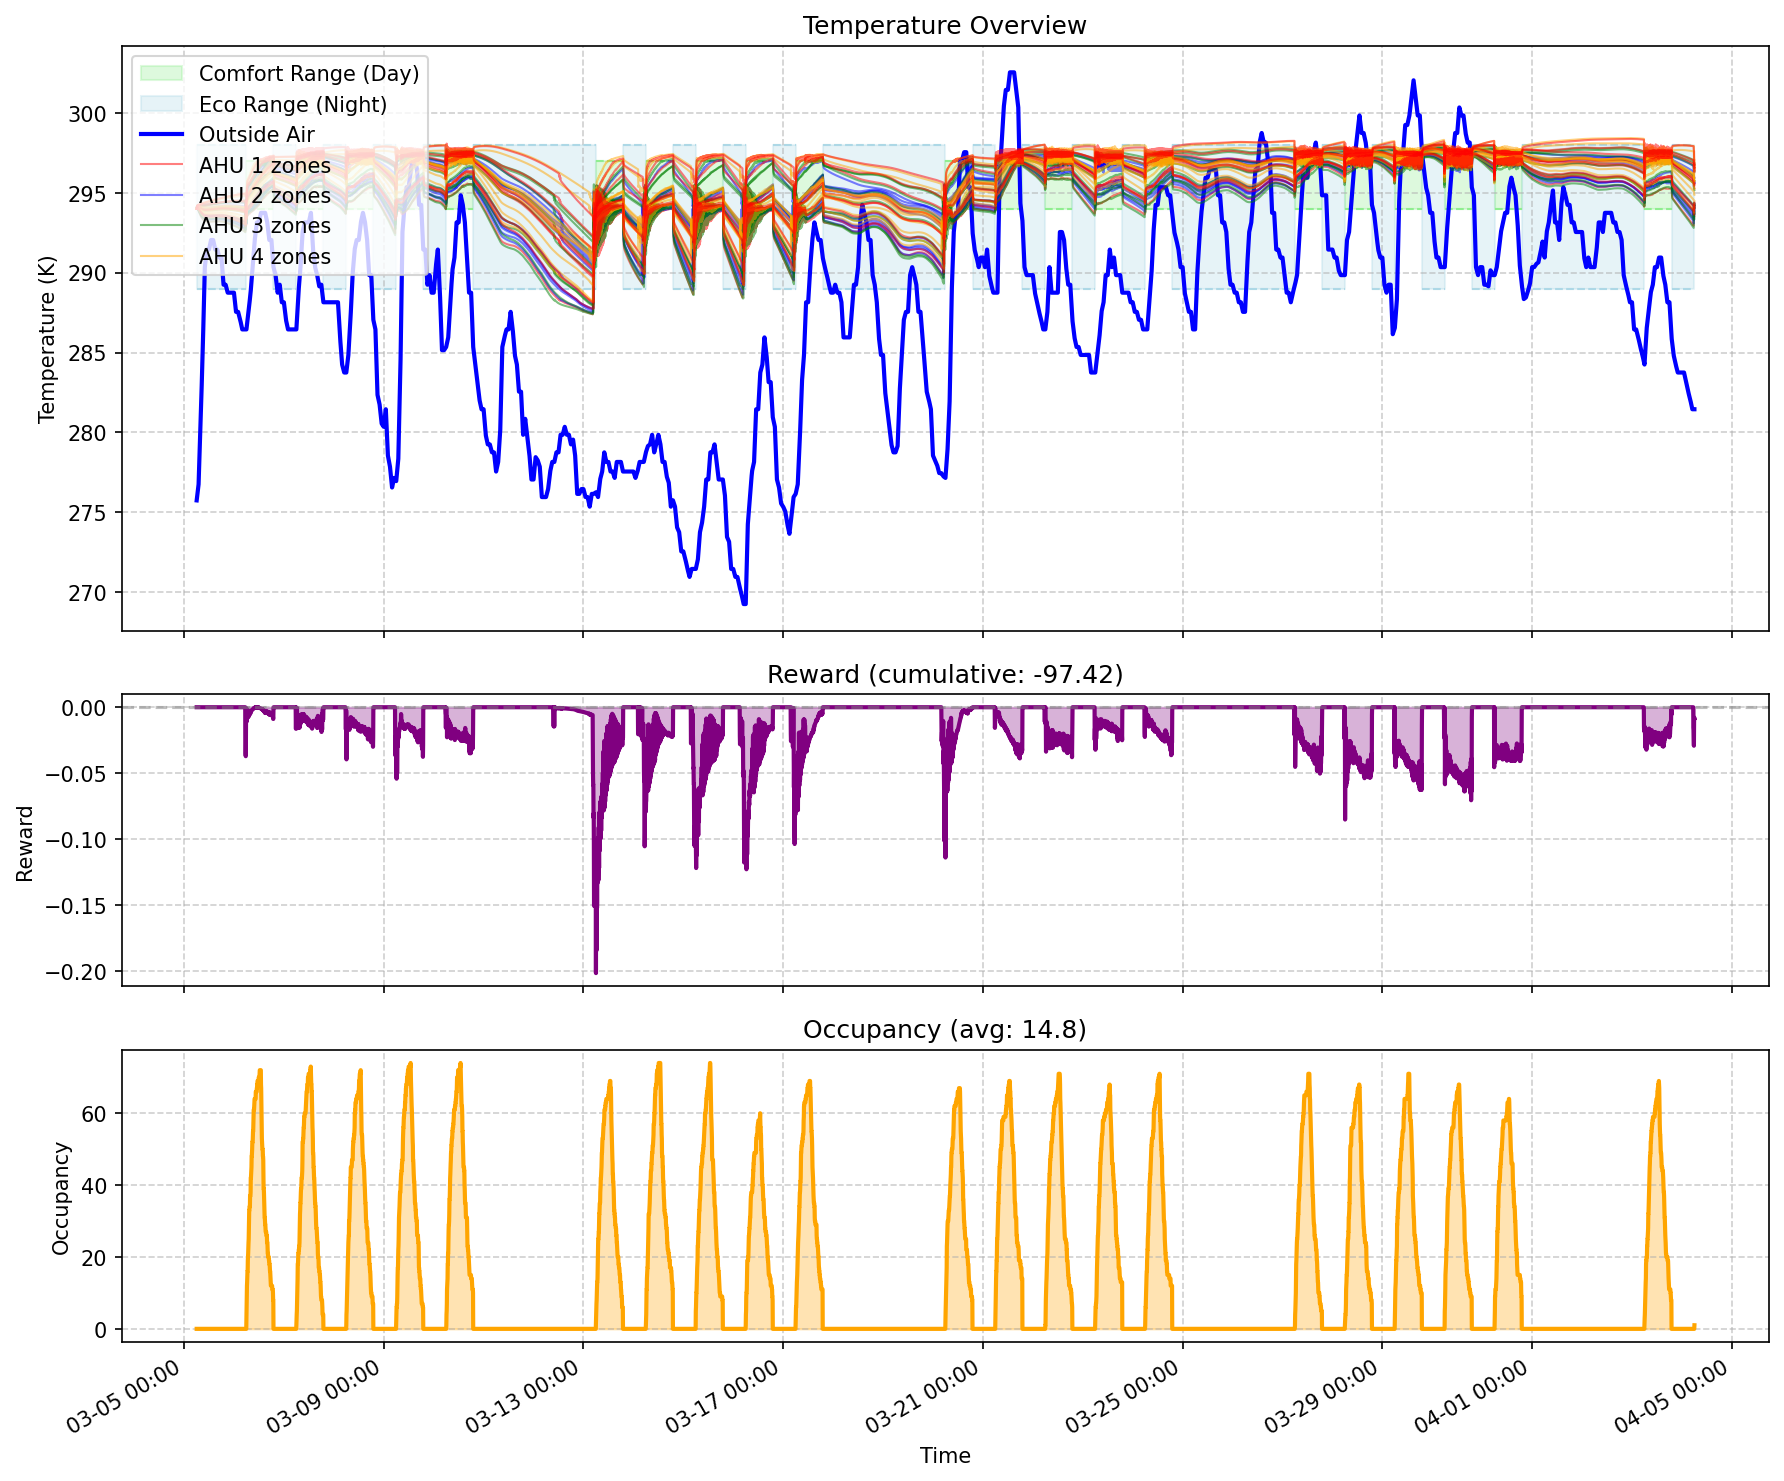 Temperature Overview
Comfort Range (Day)
Eco Range (Night)
Outside Air
AHU 1 zones
AHU 2 zones
AHU 3 zones
AHU 4 zones
Temperature (K)
300
295
290
285
280
275
270
Reward (cumulative: -97.42)
Reward
0.00
−0.05
−0.10
−0.15
−0.20
Occupancy (avg: 14.8)
Occupancy
60
40
20
0
03-05 00:00
03-09 00:00
03-13 00:00
03-17 00:00
03-21 00:00
03-25 00:00
03-29 00:00
04-01 00:00
04-05 00:00
Time